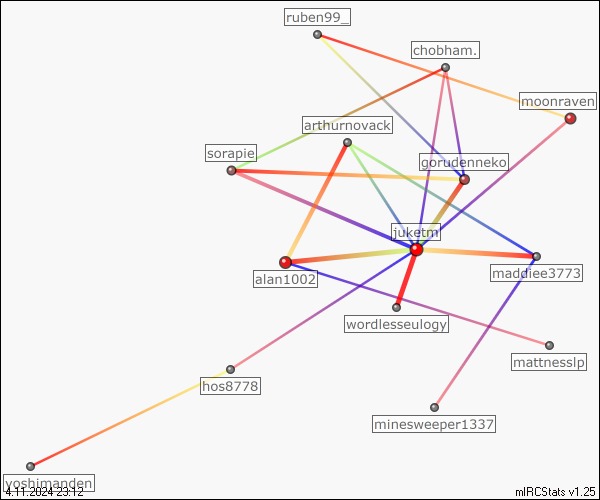 ruben99_
chobham.
moonraven
arthurnovack
sorapie
gorudenneko
juketm
alan1002
maddiee3773
wordlesseulogy
mattnesslp
hos8778
minesweeper1337
yoshimanden
4.11.2024 23:12
mIRCStats v1.25